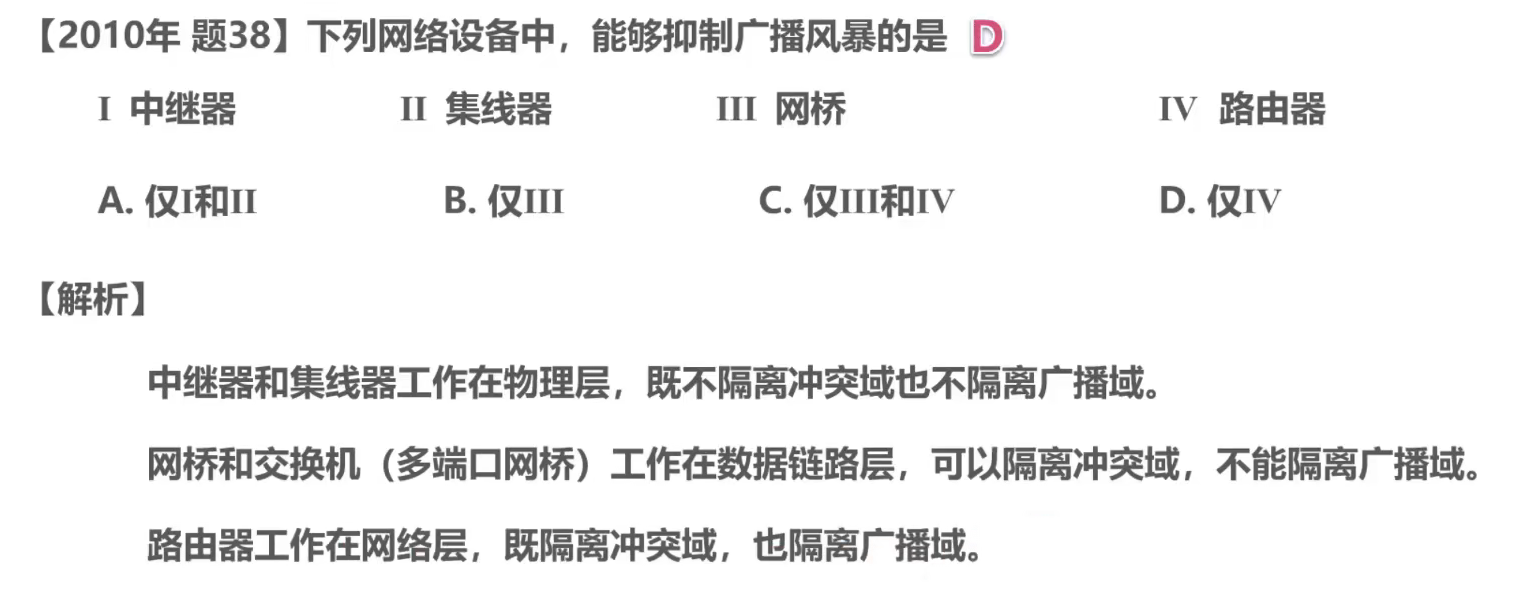 【2010年 题38】下列网络设备中，能够抑制广播风暴的是 D
I 中继器 II 集线器 III 网桥 IV 路由器
A. 仅I和II B. 仅III C. 仅III和IV D. 仅IV
【解析】
中继器和集线器工作在物理层，既不隔离冲突域也不隔离广播域。
网桥和交换机（多端口网桥）工作在数据链路层，可以隔离冲突域，不能隔离广播域。
路由器工作在网络层，既隔离冲突域，也隔离广播域。